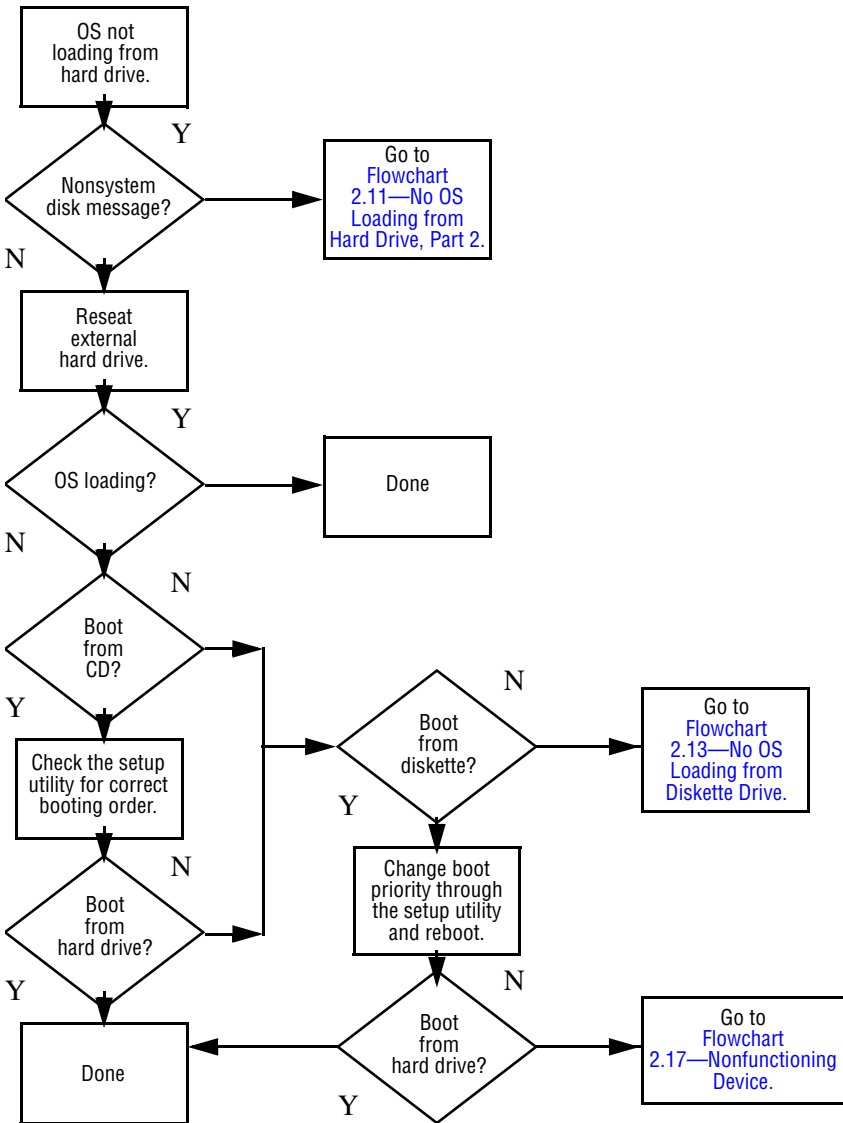 OS not
loading from
hard drive.
Y
Nonsystem
disk message?
Go to
Flowchart
2.11—No OS
Loading from
Hard Drive, Part 2.
N
Reseat
external
hard drive.
Y
OS loading?
Done
N
N
Boot
from
CD?
Y
N
Boot
from
diskette?
Go to
Flowchart
2.13—No OS
Loading from
Diskette Drive.
Check the setup
utility for correct
booting order.
Y
N
Change boot
priority through
the setup utility
and reboot.
Boot
from
hard drive?
Y
N
Done
Boot
from
hard drive?
Go to
Flowchart
2.17—Nonfunctioning
Device.
Y